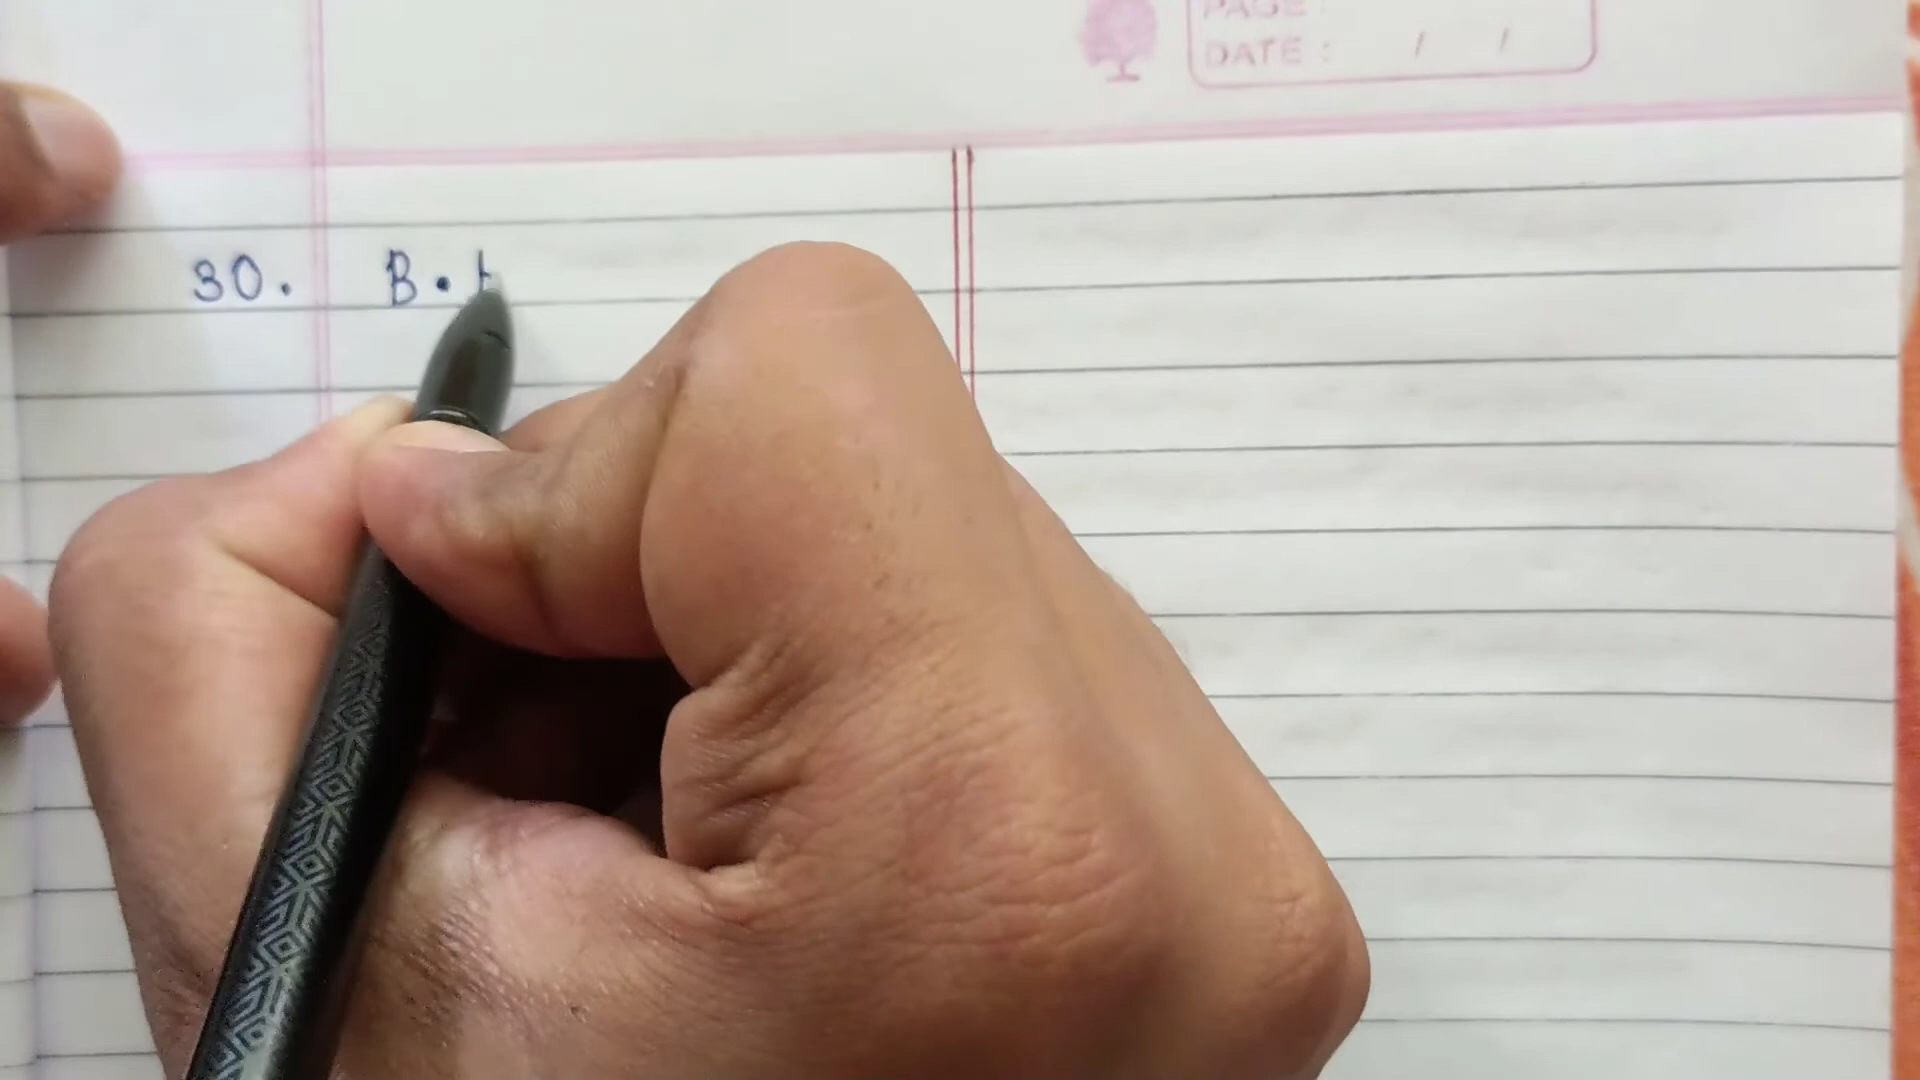 PAGE :
DATE : / /
30. B.